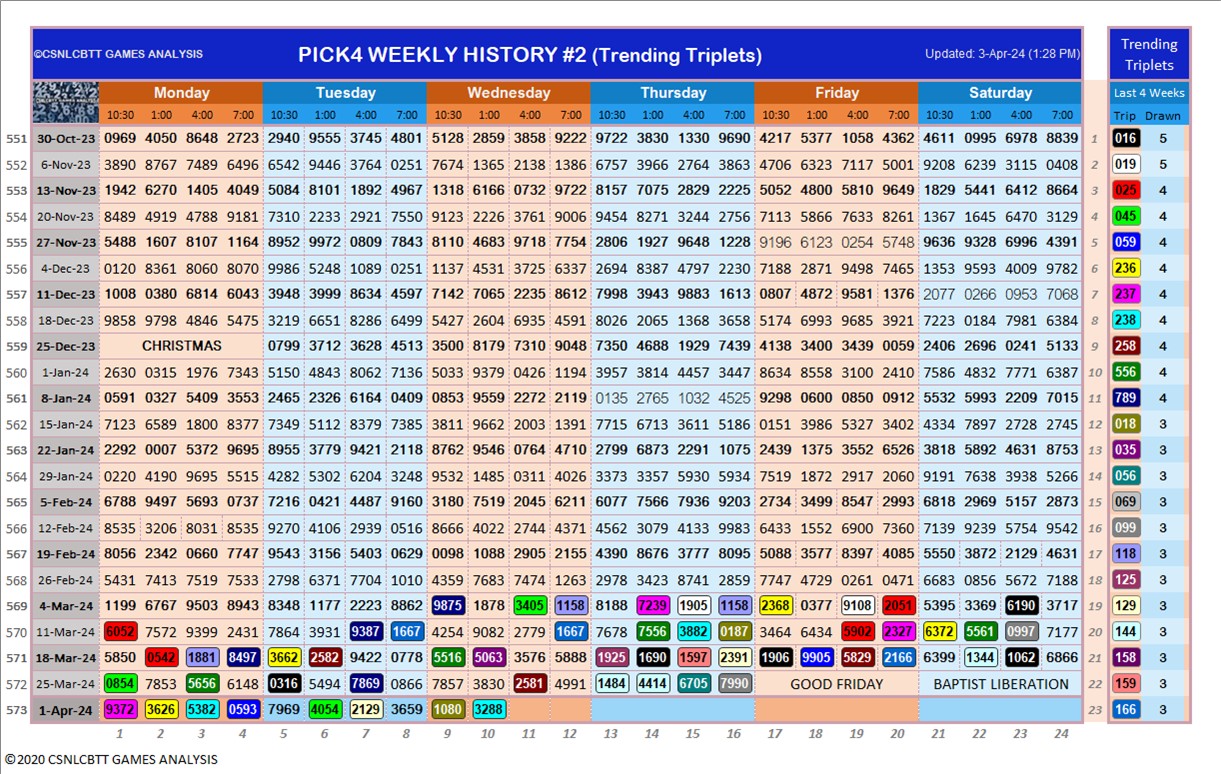 ©CSNLCBTT GAMES ANALYSIS PICK4 WEEKLY HISTORY #2 (Trending Triplets) Updated: 3-Apr-24 (1:28 PM) Trending Triplets
Monday Tuesday Wednesday Thursday Friday Saturday Last 4 Weeks
10:30 1:00 4:00 7:00 10:30 1:00 4:00 7:00 10:30 1:00 4:00 7:00 10:30 1:00 4:00 7:00 10:30 1:00 4:00 7:00 10:30 1:00 4:00 7:00 Trip Drawn
551 30-Oct-23 0969 4050 8648 2723 2940 9555 3745 4801 5128 2859 3858 9222 9722 3830 1330 9690 4217 5377 1058 4362 4611 0995 6978 8839 1 016 5
552 6-Nov-23 3890 8767 7489 6496 6542 9446 3764 0251 7674 1365 2138 1386 6757 3966 2764 3863 4706 6323 7117 5001 9208 6239 3115 0408 2 019 5
553 13-Nov-23 1942 6270 1405 4049 5084 8101 1892 4967 1318 6166 0732 9722 8157 7075 2829 2225 5052 4800 5810 9649 1829 5441 6412 8664 3 025 4
554 20-Nov-23 8489 4919 4788 9181 7310 2233 2921 7550 9123 2226 3761 9006 9454 8271 3244 2756 7113 5866 7633 8261 1367 1645 6470 3129 4 045 4
555 27-Nov-23 5488 1607 8107 1164 8952 9972 0809 7843 8110 4683 9718 7754 2806 1927 9648 1228 9196 6123 0254 5748 9636 9328 6996 4391 5 059 4
556 4-Dec-23 0120 8361 8060 8070 9986 5248 1089 0251 1137 4531 3725 6337 2694 8387 4797 2230 7188 2871 9498 7465 1353 9593 4009 9782 6 236 4
557 11-Dec-23 1008 0380 6814 6043 3948 3999 8634 4597 7142 7065 2235 8612 7998 3943 9883 1613 0807 4872 9531 1376 2077 0266 0953 7068 7 237 4
558 18-Dec-23 9858 9798 4846 5475 3219 6651 8286 6499 5427 2604 6935 4591 8026 2065 1368 3658 5174 6993 9685 3921 7223 0184 7981 6384 8 238 4
559 25-Dec-23 CHRISTMAS 0799 3712 3628 4513 3500 8179 7310 9048 7350 4688 1929 7439 4138 3400 3439 0059 2406 2696 0241 5133 9 258 4
560 1-Jan-24 2630 0315 1976 7343 5150 4843 8062 7136 5033 9379 0426 1194 3957 3814 4457 3447 8634 8558 3100 2410 7586 4832 7771 6387 10 556 4
561 8-Jan-24 0591 0327 5409 3553 2465 2326 6164 0409 0853 9559 2272 2119 0135 2765 1032 4525 9298 0600 0850 0912 5532 5993 2209 7015 11 789 4
562 15-Jan-24 7123 6589 1800 8377 7349 5112 8379 7385 3811 9662 2003 1391 7715 6713 3611 5186 0151 3986 5327 3402 4334 7897 2728 2745 12 018 3
563 22-Jan-24 2292 0007 5372 9695 8955 3779 9421 2118 8762 9546 0764 4710 2799 6873 2291 1075 2439 1375 3552 6526 3818 5892 4631 8753 13 035 3
564 29-Jan-24 0220 4190 9695 5515 4282 5302 6204 3249 9532 1485 0311 4026 3373 3357 5595 5934 7515 1872 2917 2060 9191 7638 3938 5266 14 056 3
565 5-Feb-24 6788 9497 5693 0737 7216 0421 4487 9160 3180 7519 2045 6211 6077 7566 7936 9203 2734 3499 8547 2993 6818 2969 5157 2873 15 069 3
566 12-Feb-24 8535 3206 8031 8535 9270 4106 2939 0516 8666 4022 2744 4371 4562 3079 4133 9983 6433 1552 6900 7360 7139 9239 5754 9542 16 099 3
567 19-Feb-24 8056 2342 0660 7747 9543 3156 5403 0629 0098 1088 2905 2155 4390 8676 3777 8095 5088 3577 8397 4085 5550 3872 2129 4631 17 118 3
568 26-Feb-24 5431 7413 7519 7533 2798 6371 7704 1010 4359 7683 7474 1263 2978 3423 8741 2859 7747 4729 0261 0471 6683 0856 5672 7188 18 125 3
569 4-Mar-24 1199 6767 9503 8943 8348 1177 2223 8862 9875 1878 3405 1158 8188 7239 1905 1158 2368 0377 9108 2051 5395 3369 6190 3717 19 129 3
570 11-Mar-24 6052 7572 9399 2431 7864 3931 9387 1667 4254 9082 2779 1667 7678 7556 3882 0187 3464 6434 5902 2327 6372 5561 0997 7177 20 144 3
571 18-Mar-24 5850 0542 1881 8497 3662 2582 9422 0778 5516 5063 3576 5888 1925 1690 1597 2391 1906 9905 5829 2166 6399 1344 1062 6866 21 158 3
572 25-Mar-24 0854 7853 5656 6148 0316 5494 7869 0866 7857 3830 2581 4991 1484 4414 6705 7990 GOOD FRIDAY BAPTIST LIBERATION 22 159 3
573 1-Apr-24 9372 3626 5382 0593 7969 4054 2129 3659 1080 3288 23 166 3
1 2 3 4 5 6 7 8 9 10 11 12 13 14 15 16 17 18 19 20 21 22 23 24
©2020 CSNLCBTT GAMES ANALYSIS